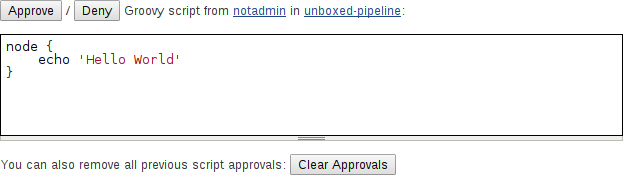 Approve / Deny Groovy script from notadmin in unboxed-pipeline:
node {
    echo 'Hello World'
}
You can also remove all previous script approvals: Clear Approvals